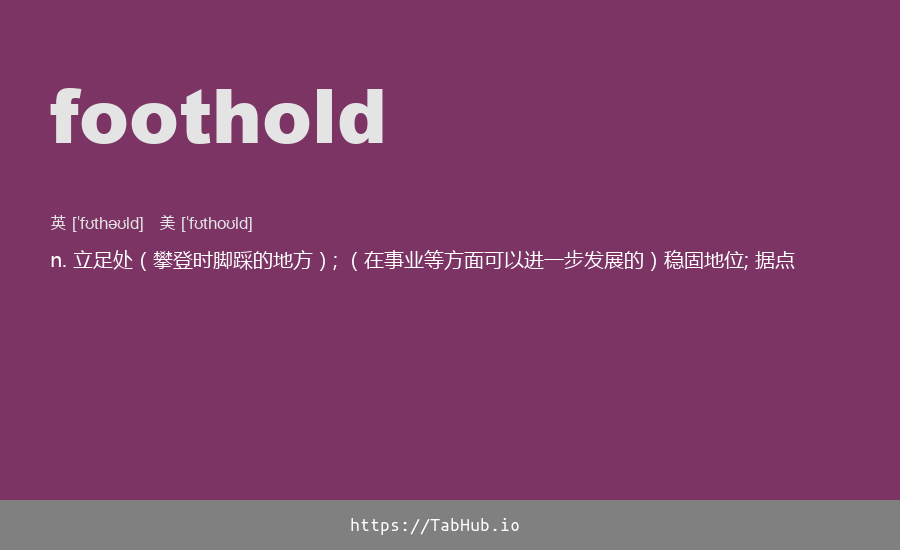 foothold
英 [ˈfʊthəʊld] 美 [ˈfʊthoʊld]
n. 立足处（攀登时脚踩的地方）; （在事业等方面可以进一步发展的）稳固地位; 据点
https://TabHub.io